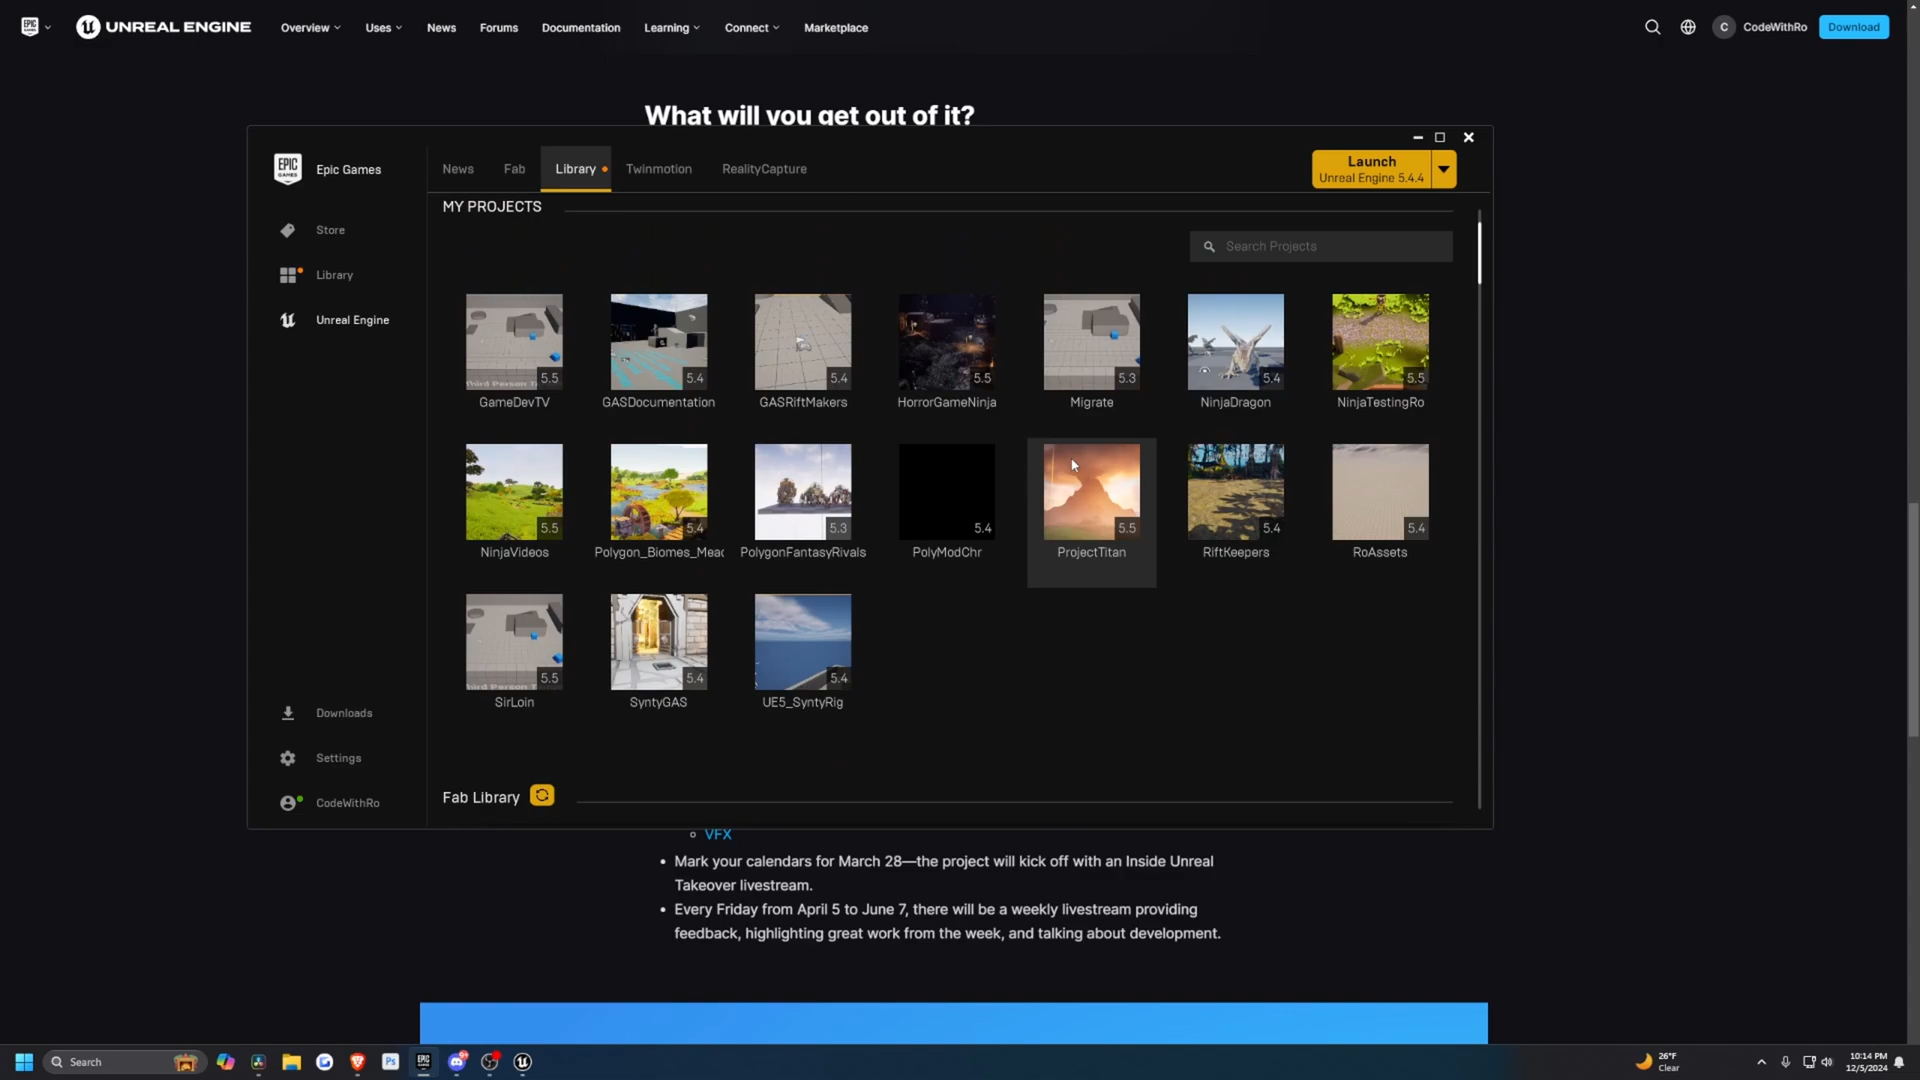 EPIC GAMES
UNREAL ENGINE
Overview
Uses
News
Forums
Documentation
Learning
Connect
Marketplace
C
CodeWithRo
Download
What will you get out of it?
EPIC GAMES
Epic Games
News
Fab
Library
Twinmotion
RealityCapture
Launch
Unreal Engine 5.4.4
Store
Library
Unreal Engine
Downloads
Settings
CodeWithRo
MY PROJECTS
Search Projects
5.5
GameDevTV
5.4
GASDocumentation
5.4
GASRiftMakers
5.5
HorrorGameNinja
5.3
Migrate
5.4
NinjaDragon
5.5
NinjaTestingRo
5.5
NinjaVideos
5.4
Polygon_Biomes_Meac
5.3
PolygonFantasyRivals
5.4
PolyModChr
5.5
ProjectTitan
5.4
RiftKeepers
5.4
RoAssets
5.5
SirLoin
5.4
SyntyGAS
5.4
UE5_SyntyRig
Fab Library
VFX
Mark your calendars for March 28—the project will kick off with an Inside Unreal
Takeover livestream.
Every Friday from April 5 to June 7, there will be a weekly livestream providing
feedback, highlighting great work from the week, and talking about development.
Search
Ps
26°F
Clear
10:14 PM
12/5/2024